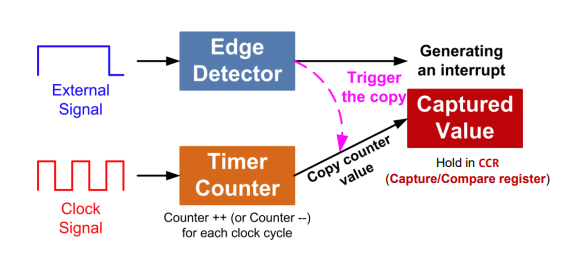 External
Signal
Edge
Detector
Generating
an interrupt
Trigger
the copy
Captured
Value
Hold in CCR
(Capture/Compare register)
Copy counter
value
Clock
Signal
Timer
Counter
Counter ++ (or Counter --)
for each clock cycle